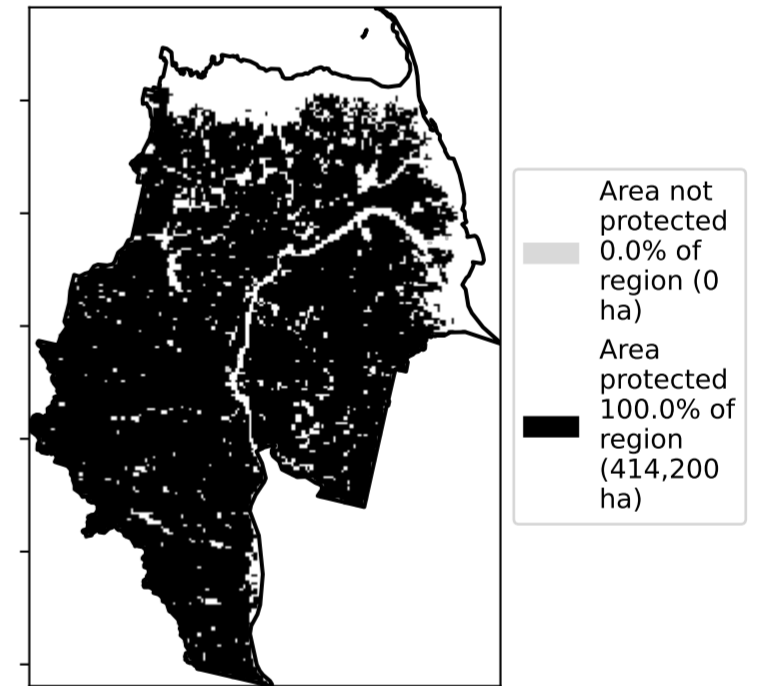 Area not
protected
0.0% of
region (0
ha)
Area
protected
100.0% of
region
(414,200
ha)